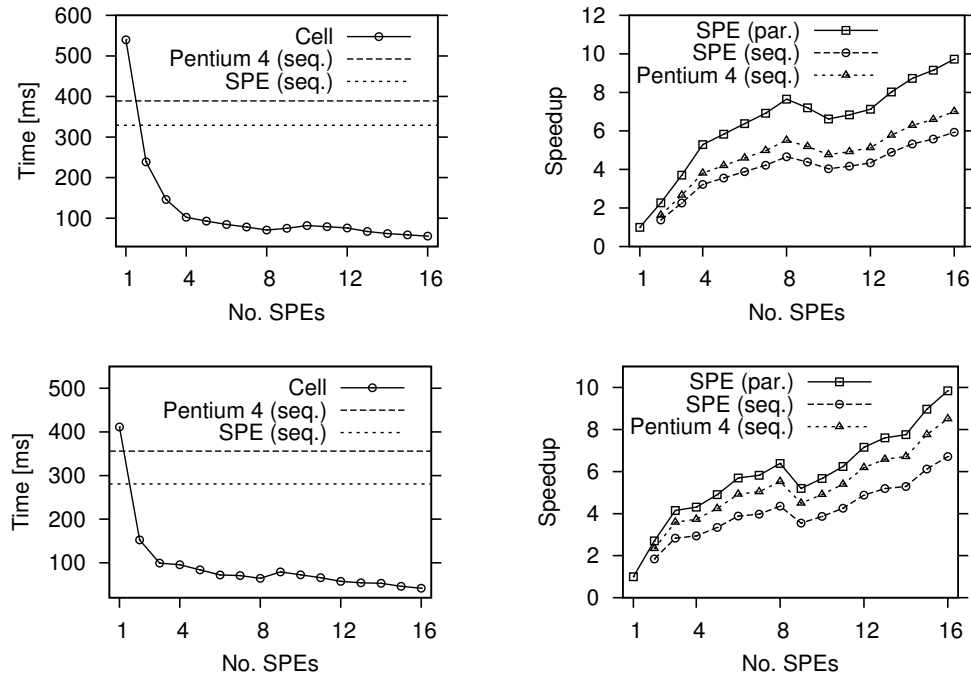 600
500
400
300
200
100
Time [ms]
Cell
Pentium 4 (seq.)
SPE (seq.)
1 4 8 12 16
No. SPEs
12
10
8
6
4
2
0
Speedup
SPE (par.)
SPE (seq.)
Pentium 4 (seq.)
1 4 8 12 16
No. SPEs
500
400
300
200
100
Time [ms]
Cell
Pentium 4 (seq.)
SPE (seq.)
1 4 8 12 16
No. SPEs
10
8
6
4
2
0
Speedup
SPE (par.)
SPE (seq.)
Pentium 4 (seq.)
1 4 8 12 16
No. SPEs